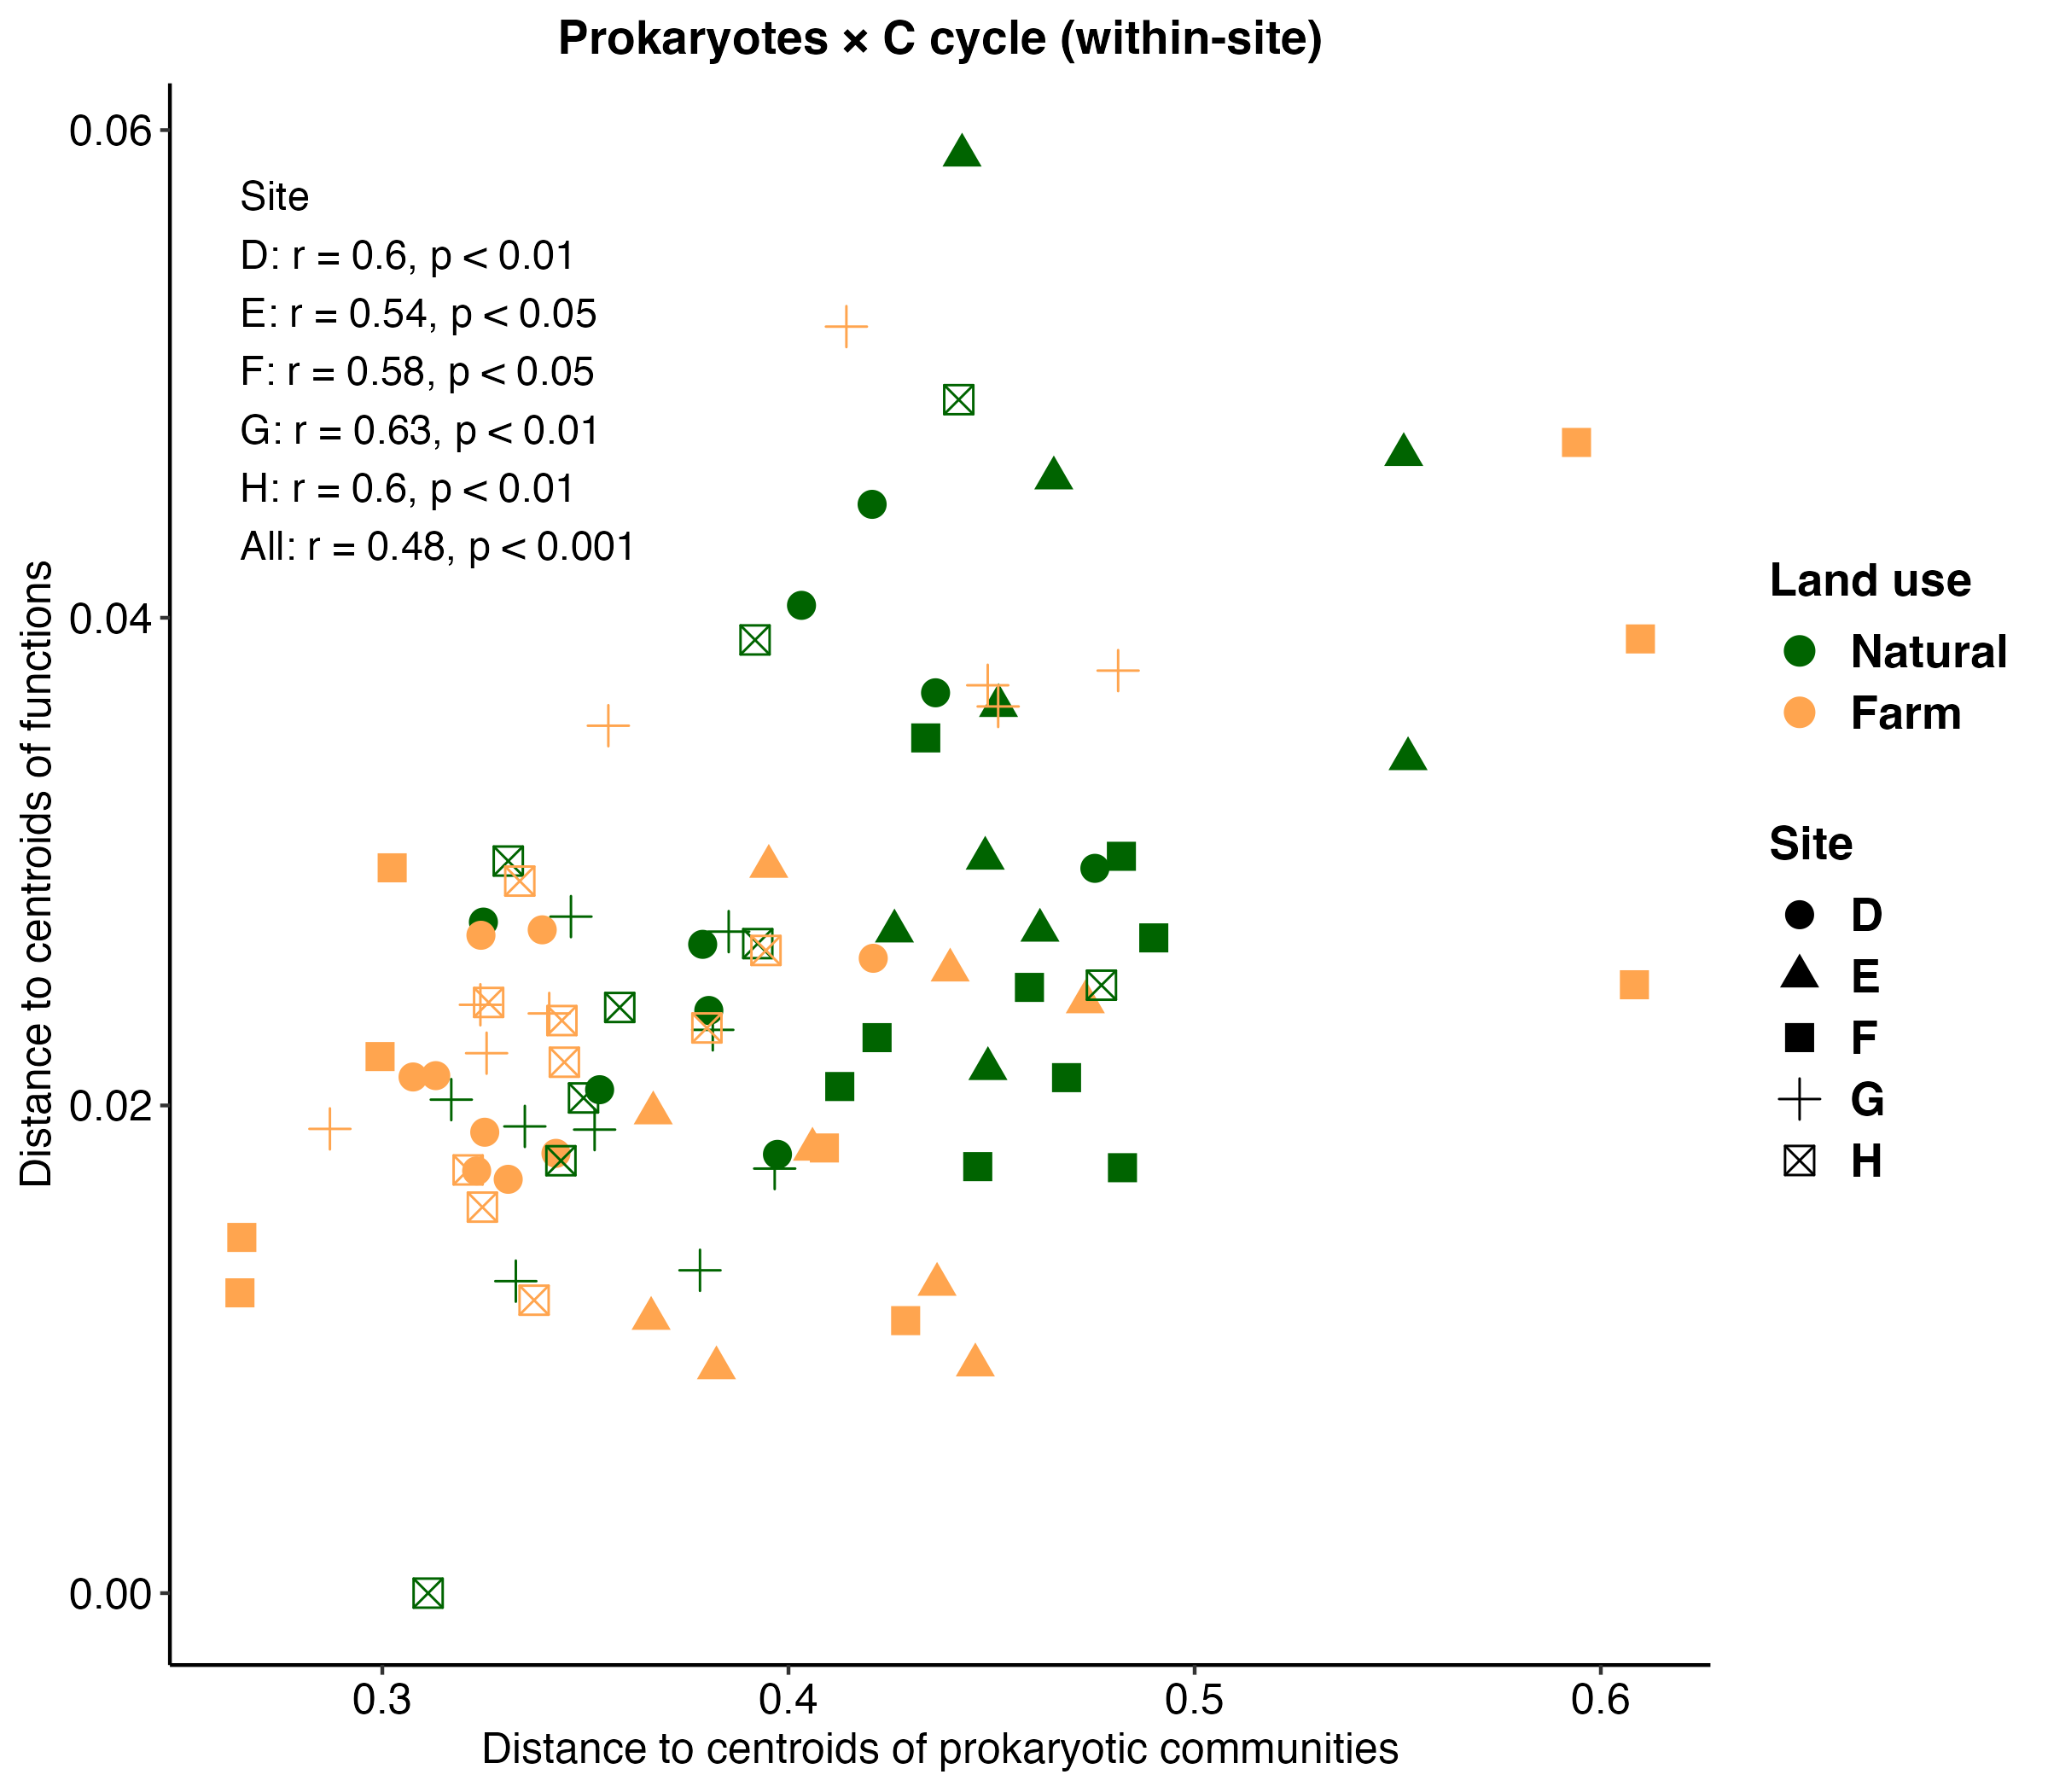 Prokaryotes × C cycle (within-site)
0.06
0.04
0.02
0.00
Distance to centroids of functions
Site
D: r = 0.6, p < 0.01
E: r = 0.54, p < 0.05
F: r = 0.58, p < 0.05
G: r = 0.63, p < 0.01
H: r = 0.6, p < 0.01
All: r = 0.48, p < 0.001
0.3 0.4 0.5 0.6
Distance to centroids of prokaryotic communities
Land use
Natural
Farm
Site
D
E
F
G
H